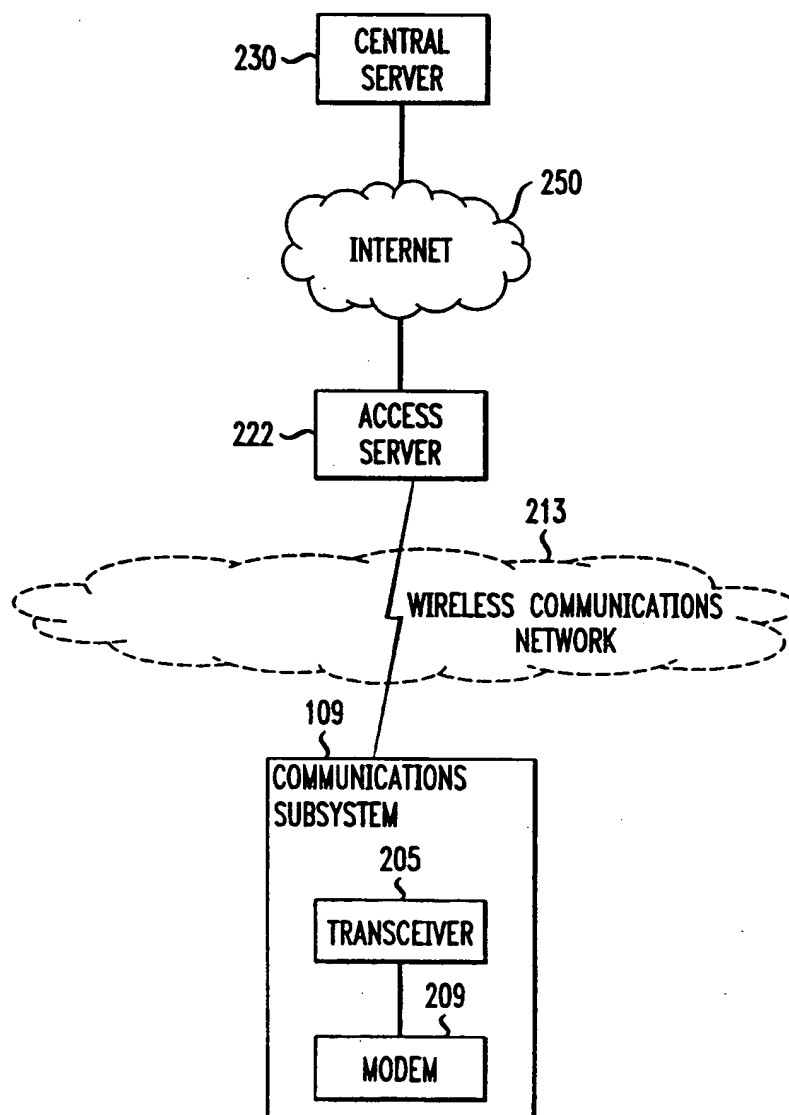 CENTRAL
SERVER
230
250
INTERNET
ACCESS
SERVER
222
213
WIRELESS COMMUNICATIONS
NETWORK
109
COMMUNICATIONS
SUBSYSTEM
205
TRANSCEIVER
209
MODEM